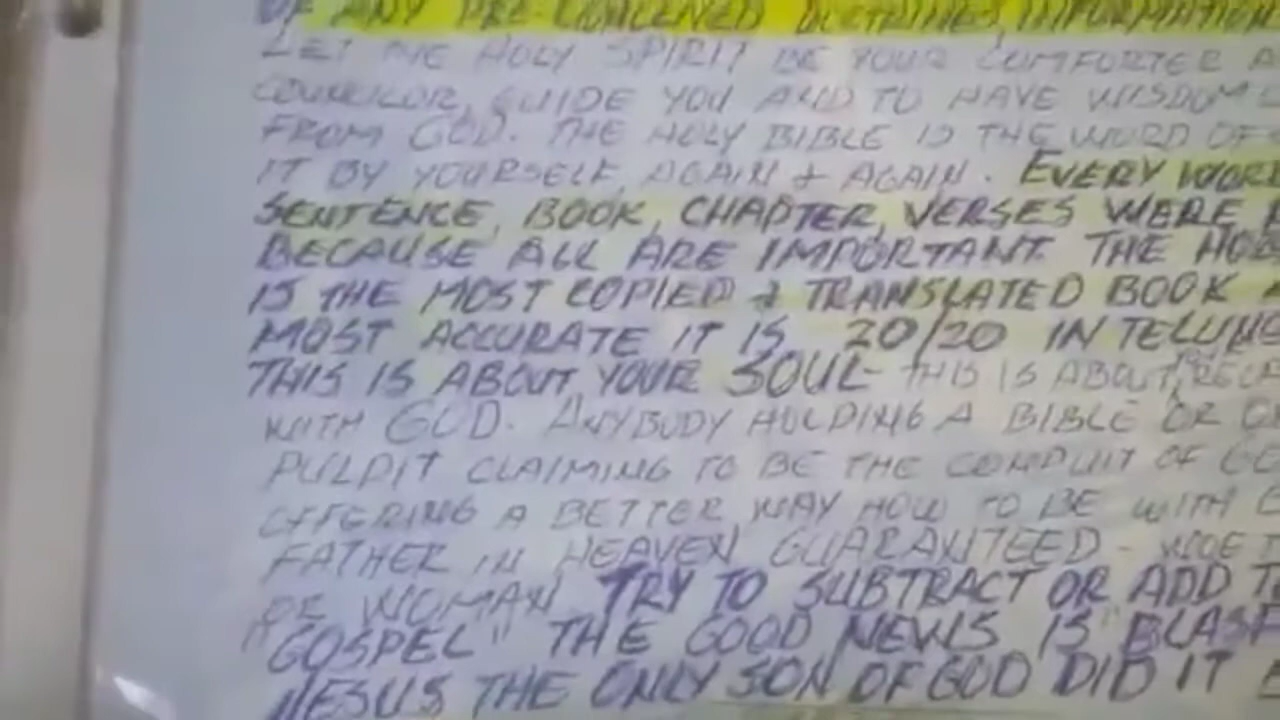 OF ANY PRE-CONCEIVED DOCTRINES, INFORMATION
LET THE HOLY SPIRIT BE YOUR COMFORTER
COUNCILOR, GUIDE YOU AND TO HAVE WISDOM
FROM GOD. THE HOLY BIBLE IS THE WORD OF
IT BY YOURSELF, AGAIN & AGAIN. EVERY WORD
SENTENCE, BOOK, CHAPTER, VERSES WERE
BECAUSE ALL ARE IMPORTANT. THE
IS THE MOST COPIED & TRANSLATED BOOK
MOST ACCURATE IT IS 20/20 IN TELLING
THIS IS ABOUT YOUR SOUL- THIS IS ABOUT
WITH GOD. ANYBODY HOLDING A BIBLE OR
PULPIT CLAIMING TO BE THE CONDUIT OF
OFFERING A BETTER WAY HOW TO BE WITH
FATHER IN HEAVEN GUARANTEED - WOE
OR WOMAN TRY TO SUBTRACT OR ADD
"GOSPEL" THE GOOD NEWS IS
JESUS THE ONLY SON OF GOD DID IT